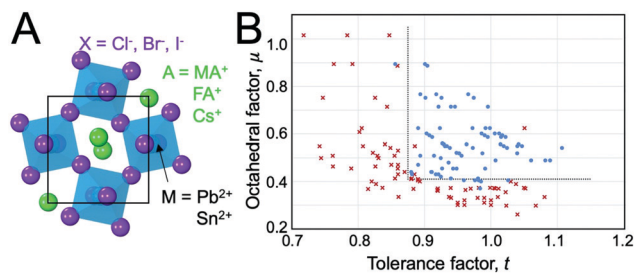 A
X = Cl⁻, Br⁻, I⁻
A = MA⁺
FA⁺
Cs⁺
M = Pb²⁺
Sn²⁺
B
Octahedral factor, μ
1.0
0.8
0.6
0.4
0.2
0.7 0.8 0.9 1.0 1.1 1.2
Tolerance factor, t